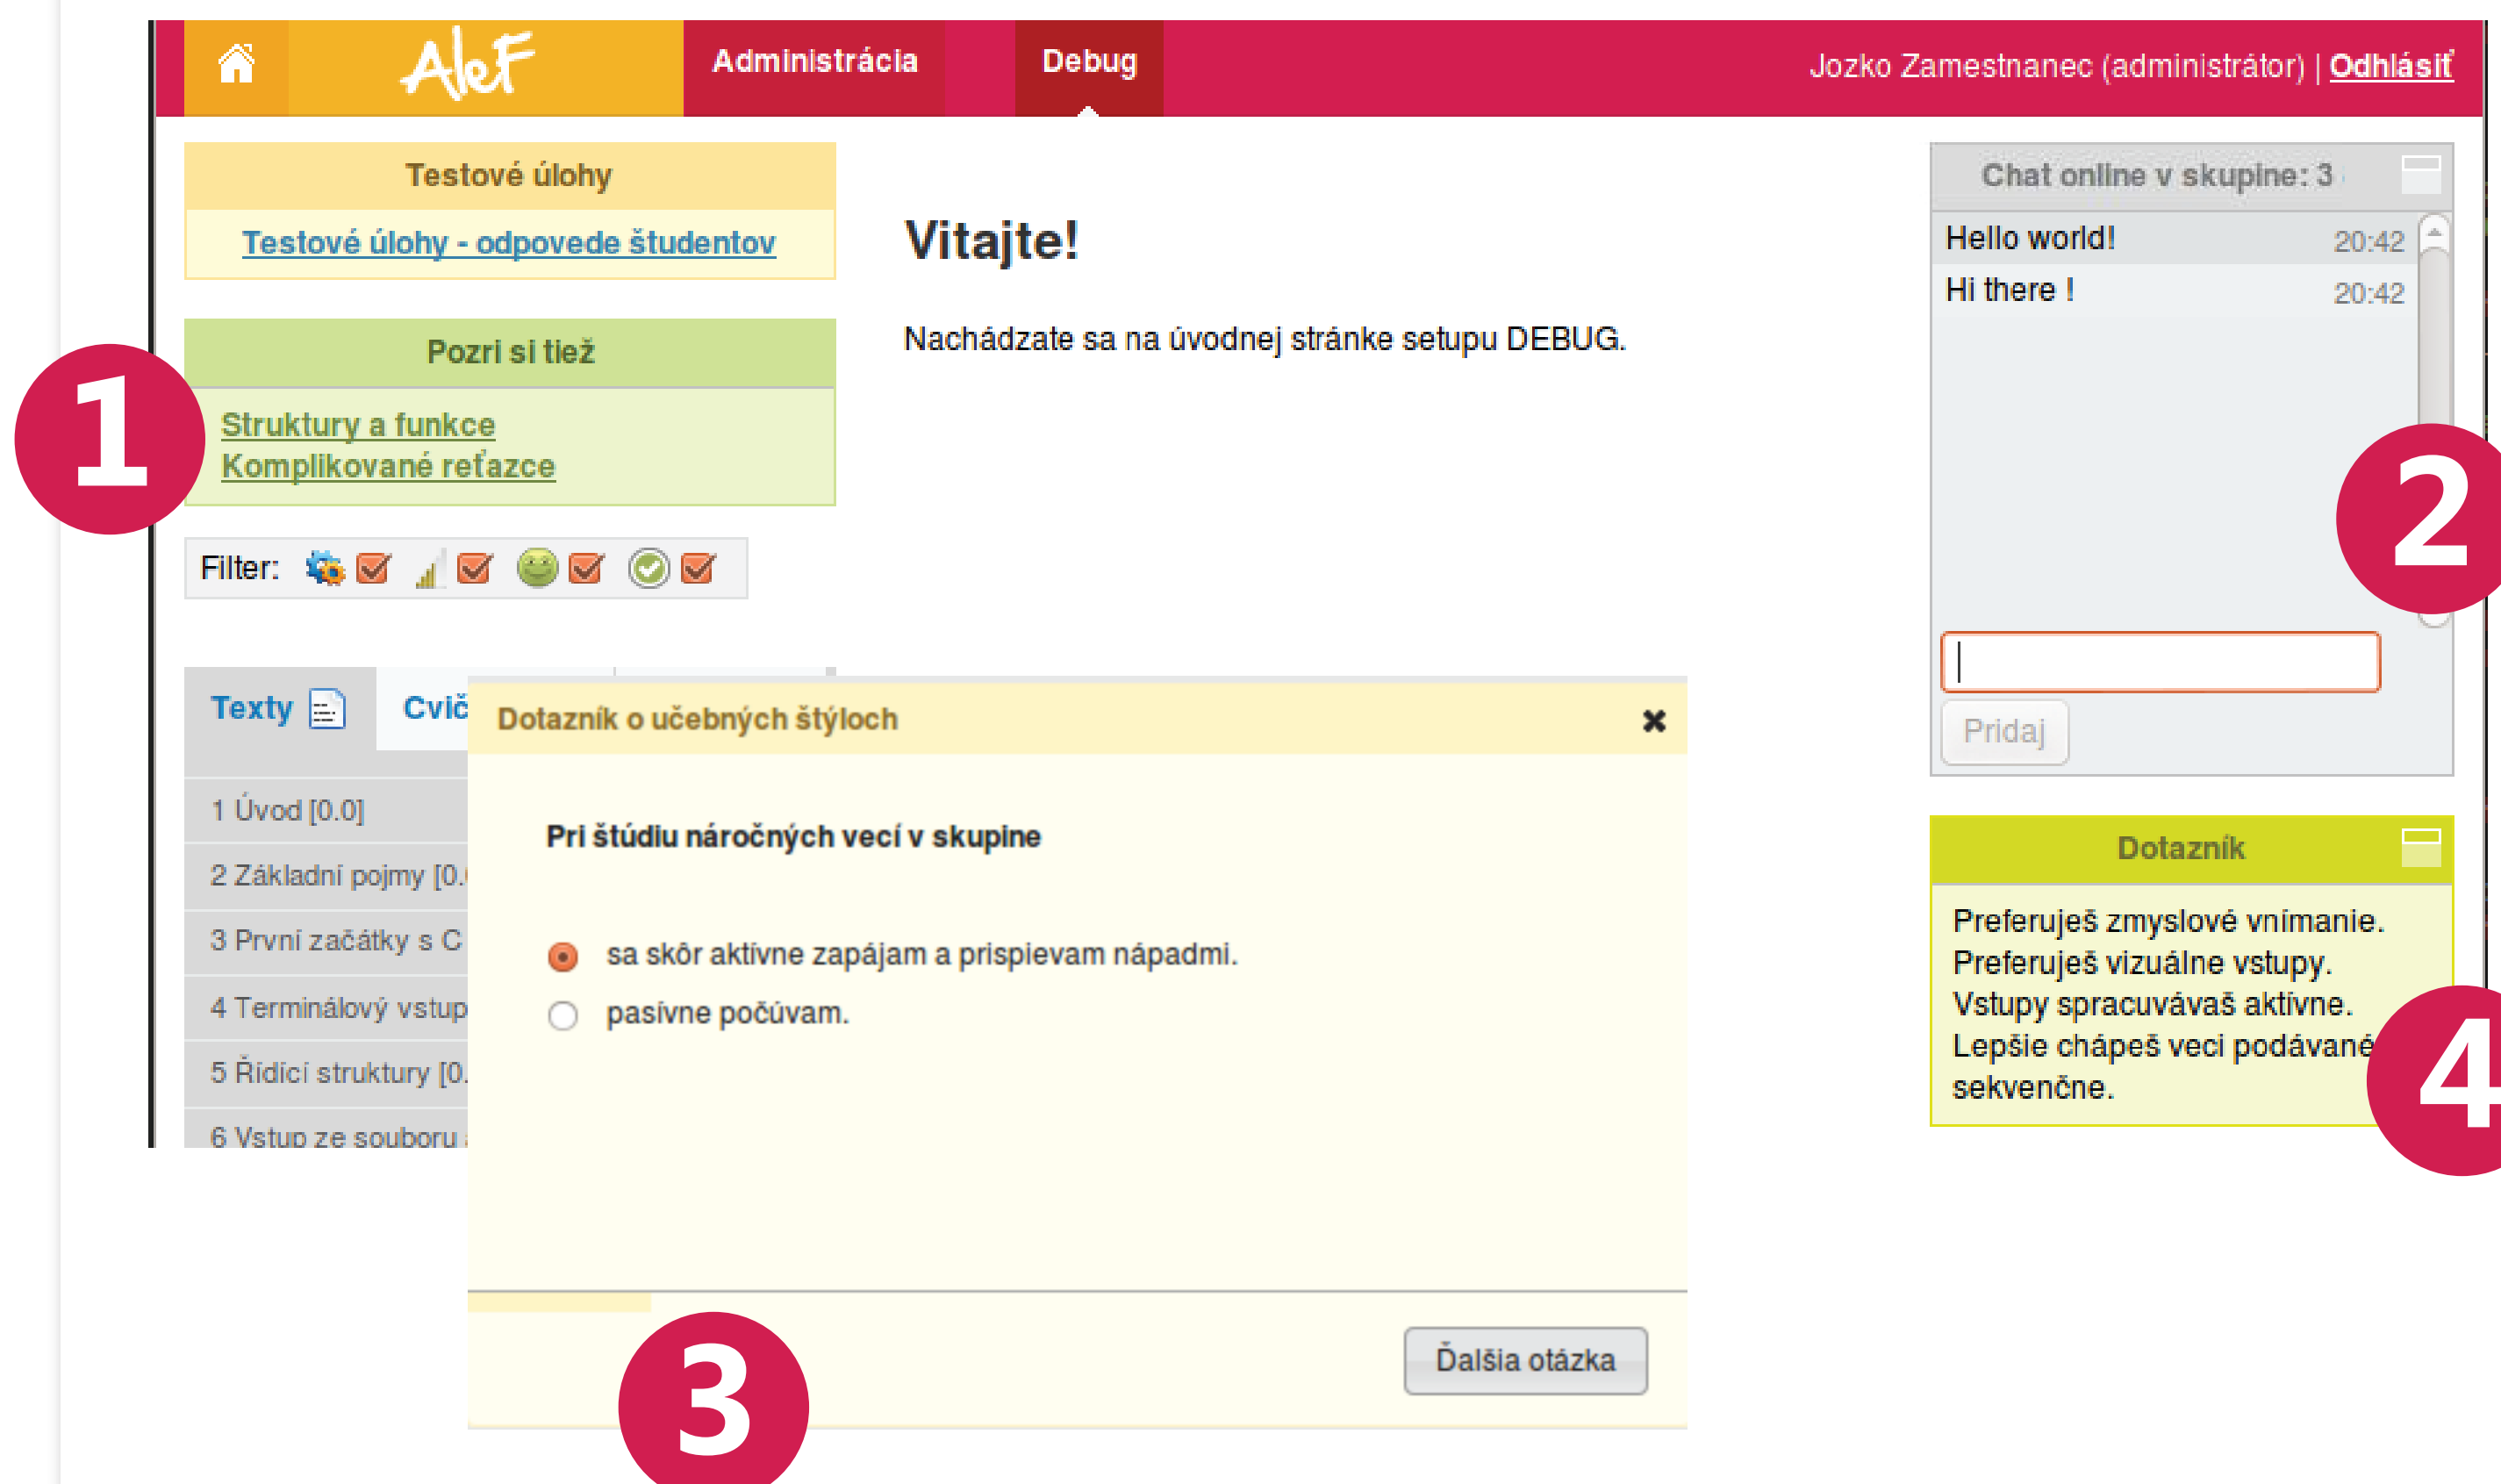 AleF
Administrácia
Debug
Jozko Zamestnanec (administrátor) | Odhlásiť
Testové úlohy
Testové úlohy - odpovede študentov
Pozri si tiež
Struktury a funkce
Komplikované reťazce
1
Filter:
Vitajte!
Nachádzate sa na úvodnej stránke setupu DEBUG.
Chat online v skupine: 3
Hello world! 20:42
Hi there ! 20:42
2
Pridaj
Texty
Cvič
1 Úvod [0.0]
2 Základní pojmy [0.
3 První začátky s C
4 Terminálový vstup
5 Řídící struktury [0.
6 Vstup ze souboru
Dotazník o učebných štýloch
Pri štúdiu náročných vecí v skupine
sa skôr aktívne zapájam a prispievam nápadmi.
pasívne počúvam.
Ďalšia otázka
3
Dotazník
Preferuješ zmyslové vnímanie.
Preferuješ vizuálne vstupy.
Vstupy spracuvávaš aktívne.
Lepšie chápeš veci podávané
sekvenčne.
4